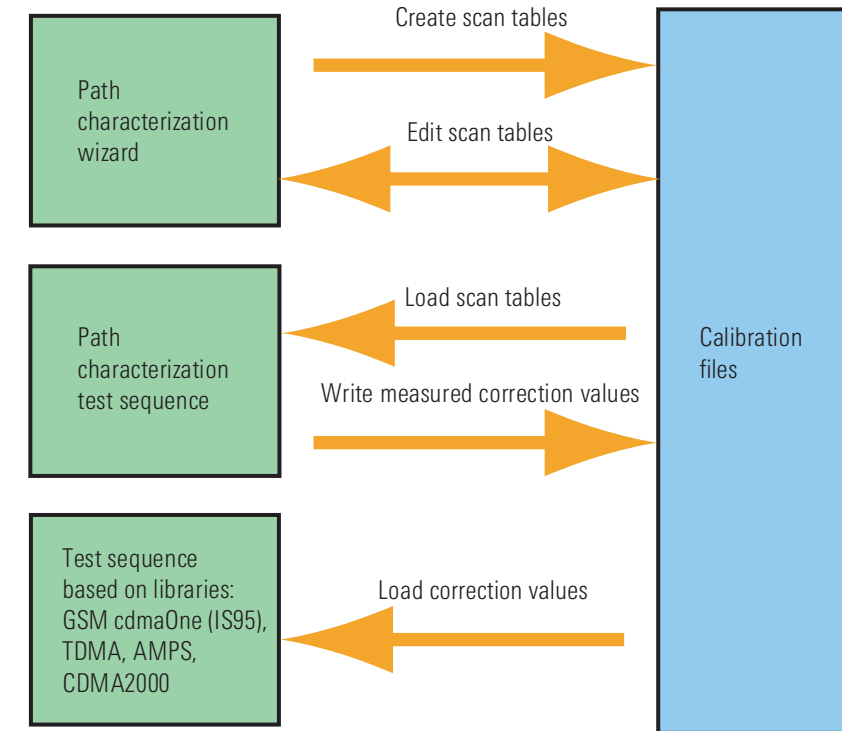 Create scan tables
Path
characterization
wizard
Edit scan tables
Load scan tables
Path
characterization
test sequence
Write measured correction values
Calibration
files
Test sequence
based on libraries:
GSM cdmaOne (IS95),
TDMA, AMPS,
CDMA2000
Load correction values